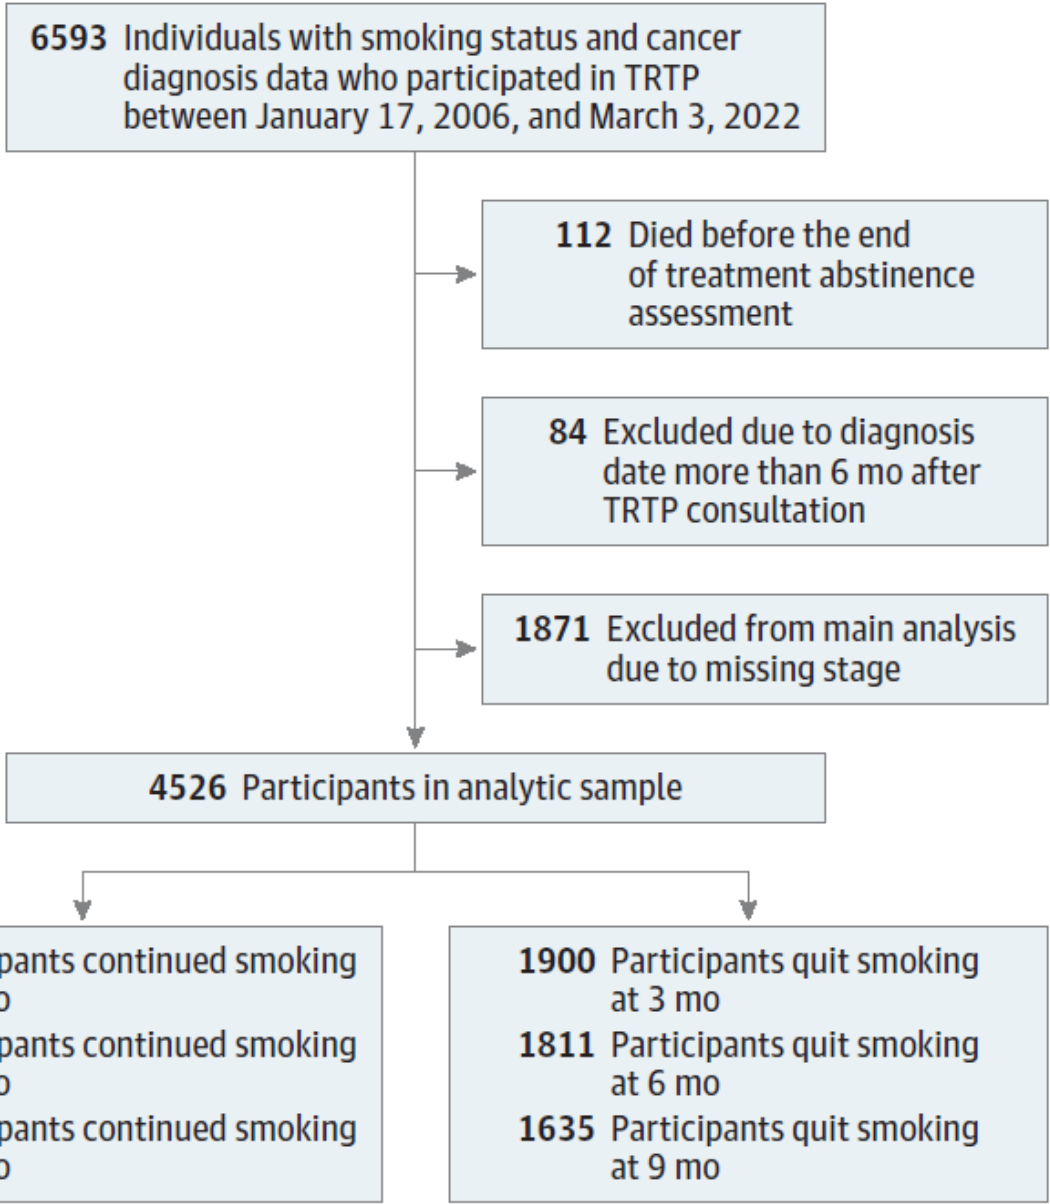 6593 Individuals with smoking status and cancer
diagnosis data who participated in TRTP
between January 17, 2006, and March 3, 2022
112 Died before the end
of treatment abstinence
assessment
84 Excluded due to diagnosis
date more than 6 mo after
TRTP consultation
1871 Excluded from main analysis
due to missing stage
4526 Participants in analytic sample
continued smoking
continued smoking
continued smoking
1900 Participants quit smoking
at 3 mo
1811 Participants quit smoking
at 6 mo
1635 Participants quit smoking
at 9 mo